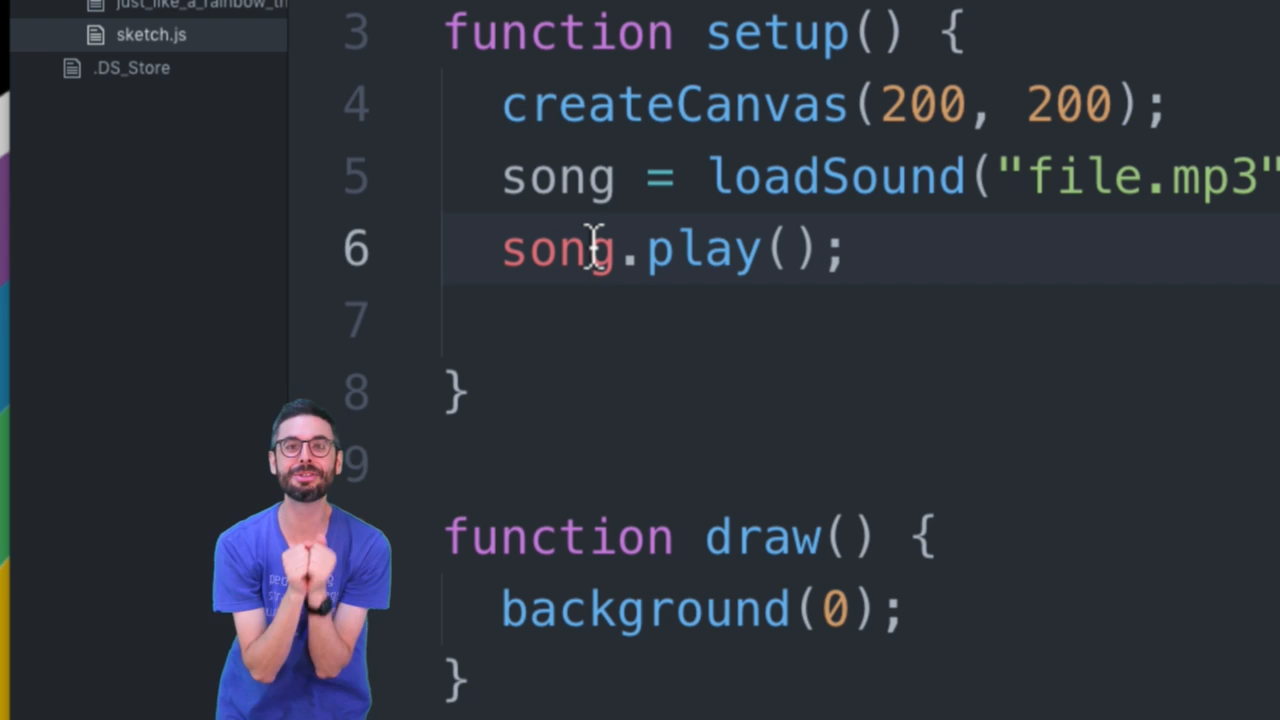 sketch.js
.DS_Store
3 function setup() {
4 createCanvas(200, 200);
5 song = loadSound("file.mp3"
6 song.play();
7
8 }
9
function draw() {
background(0);
}